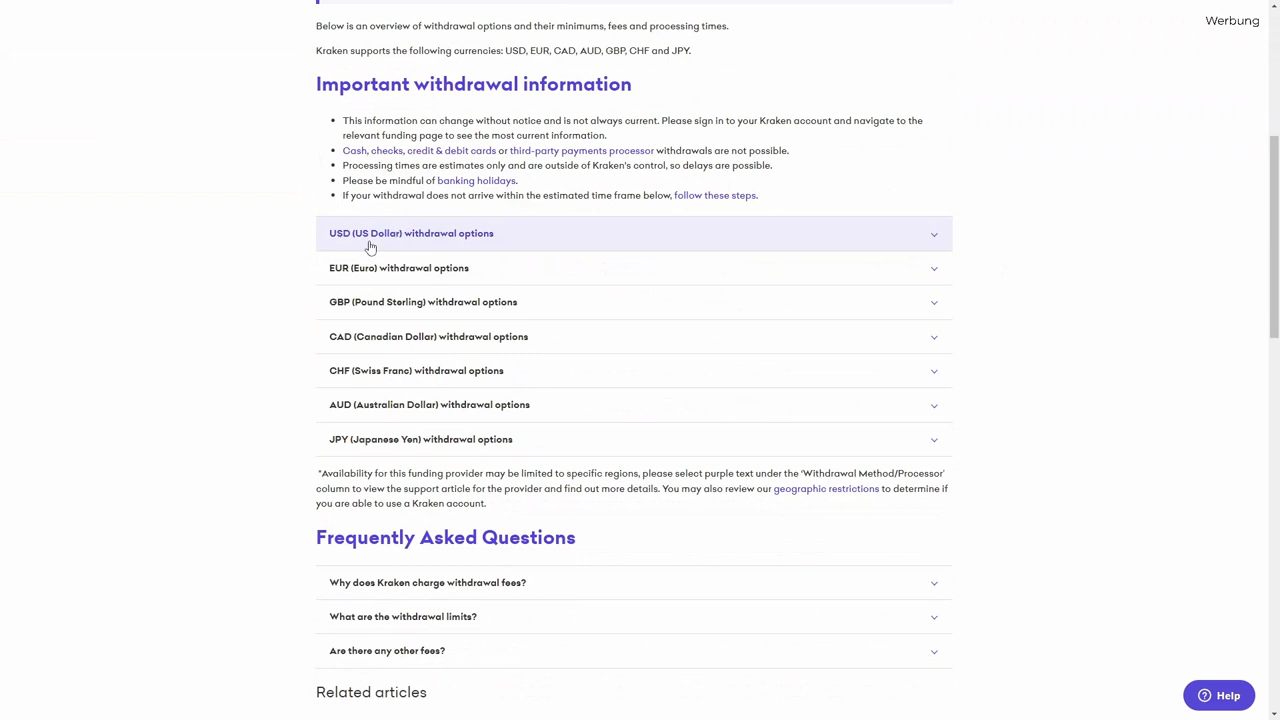 Werbung
Below is an overview of withdrawal options and their minimums, fees and processing times.
Kraken supports the following currencies: USD, EUR, CAD, AUD, GBP, CHF and JPY.
Important withdrawal information
• This information can change without notice and is not always current. Please sign in to your Kraken account and navigate to the
relevant funding page to see the most current information.
• Cash, checks, credit & debit cards or third-party payments processor withdrawals are not possible.
• Processing times are estimates only and are outside of Kraken's control, so delays are possible.
• Please be mindful of banking holidays.
• If your withdrawal does not arrive within the estimated time frame below, follow these steps.
USD (US Dollar) withdrawal options
EUR (Euro) withdrawal options
GBP (Pound Sterling) withdrawal options
CAD (Canadian Dollar) withdrawal options
CHF (Swiss Franc) withdrawal options
AUD (Australian Dollar) withdrawal options
JPY (Japanese Yen) withdrawal options
*Availability for this funding provider may be limited to specific regions, please select purple text under the 'Withdrawal Method/Processor'
column to view the support article for the provider and find out more details. You may also review our geographic restrictions to determine if
you are able to use a Kraken account.
Frequently Asked Questions
Why does Kraken charge withdrawal fees?
What are the withdrawal limits?
Are there any other fees?
Related articles
Help